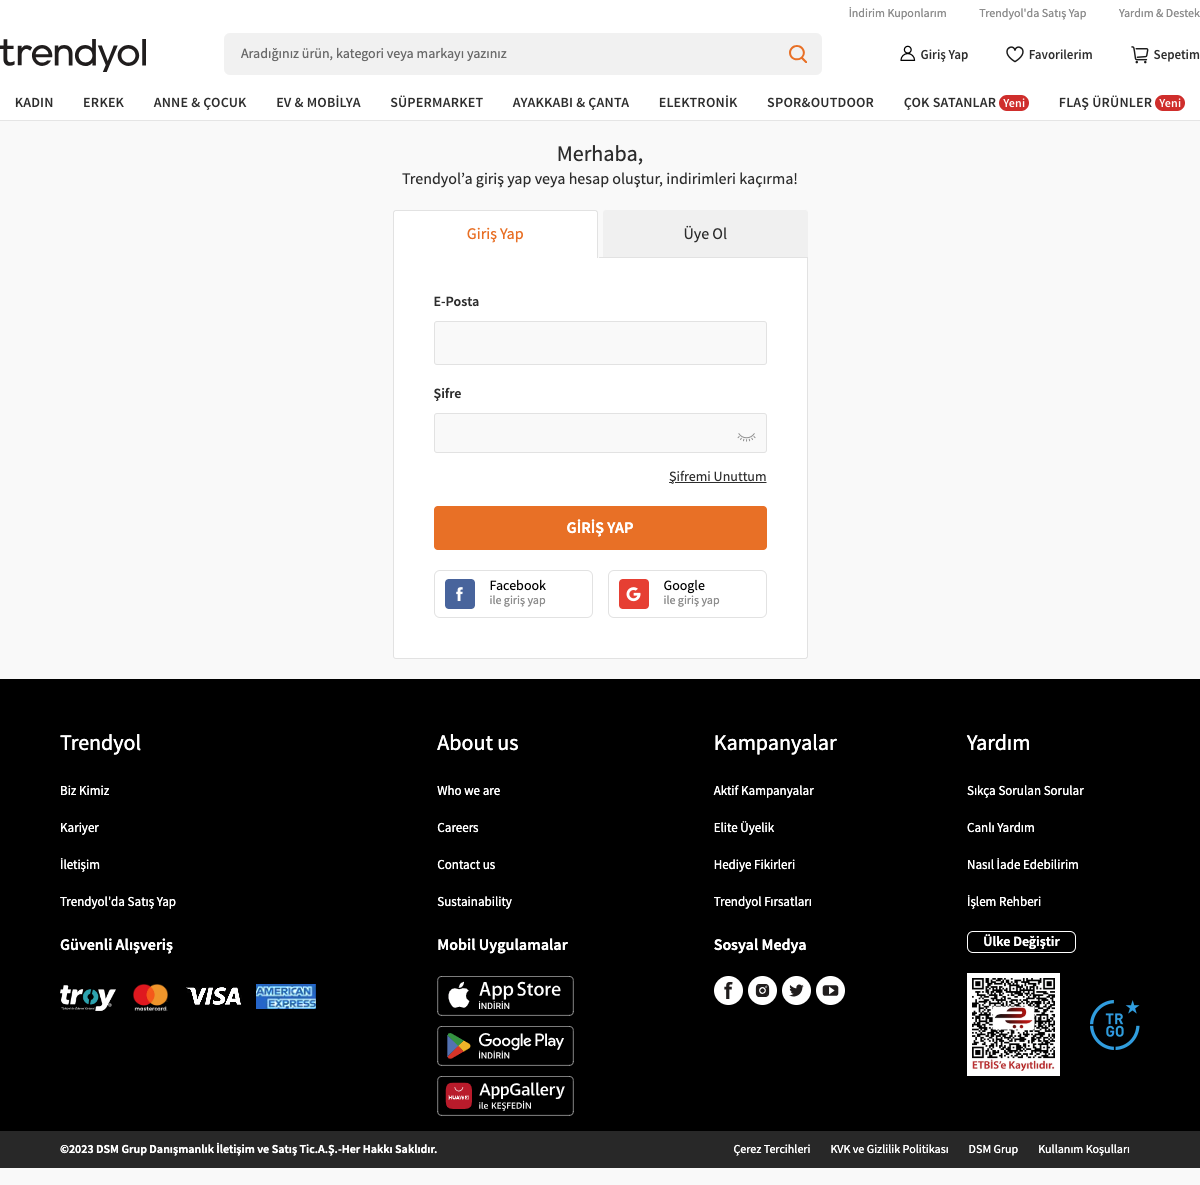 İndirim Kuponlarım Trendyol'da Satış Yap Yardım & Destek
trendyol
Aradığınız ürün, kategori veya markayı yazınız
Giriş Yap Favorilerim Sepetim
KADIN ERKEK ANNE & ÇOCUK EV & MOBİLYA SÜPERMARKET AYAKKABI & ÇANTA ELEKTRONİK SPOR&OUTDOOR ÇOK SATANLAR Yeni FLAŞ ÜRÜNLER Yeni
Merhaba,
Trendyol’a giriş yap veya hesap oluştur, indirimleri kaçırma!
Giriş Yap Üye Ol
E-Posta
Şifre
Şifremi Unuttum
GİRİŞ YAP
Facebook
ile giriş yap
Google
ile giriş yap
Trendyol About us Kampanyalar Yardım
Biz Kimiz Who we are Aktif Kampanyalar Sıkça Sorulan Sorular
Kariyer Careers Elite Üyelik Canlı Yardım
İletişim Contact us Hediye Fikirleri Nasıl İade Edebilirim
Trendyol'da Satış Yap Sustainability Trendyol Fırsatları İşlem Rehberi
Güvenli Alışveriş Mobil Uygulamalar Sosyal Medya Ülke Değiştir
troy mastercard VISA AMERICAN EXPRESS
App Store
İNDİRİN
Google Play
İNDİRİN
HUAWEI AppGallery
ile KEŞFEDİN
TR
GO
ETBİS’e Kayıtlıdır.
©2023 DSM Grup Danışmanlık İletişim ve Satış Tic.A.Ş.-Her Hakkı Saklıdır. Çerez Tercihleri KVK ve Gizlilik Politikası DSM Grup Kullanım Koşulları